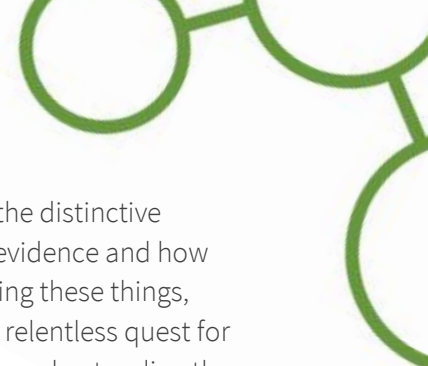 the distinctive
evidence and how
ing these things,
relentless quest for